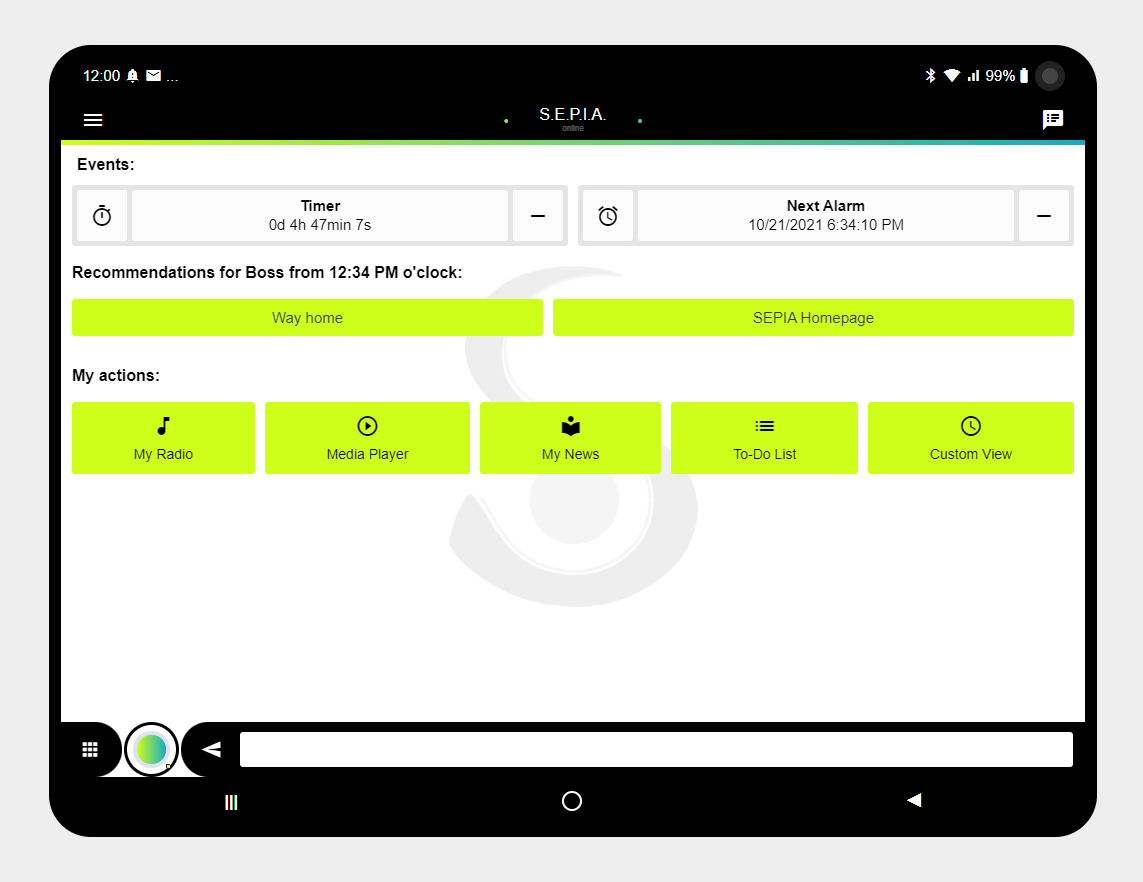 12:00 ... 99%
S.E.P.I.A.
online
Events:
Timer
0d 4h 47min 7s
Next Alarm
10/21/2021 6:34:10 PM
Recommendations for Boss from 12:34 PM o'clock:
Way home
SEPIA Homepage
My actions:
My Radio
Media Player
My News
To-Do List
Custom View